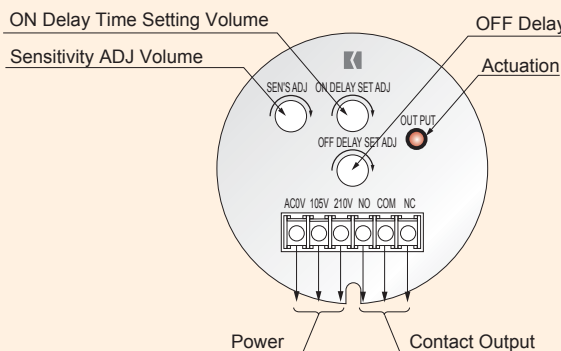 ON Delay Time Setting Volume
OFF Delay
Sensitivity ADJ Volume
Actuation
SEN'S ADJ ON DELAY SET ADJ
OUT PUT
OFF DELAY SET ADJ
AC0V 105V 210V NO COM NC
Power Contact Output